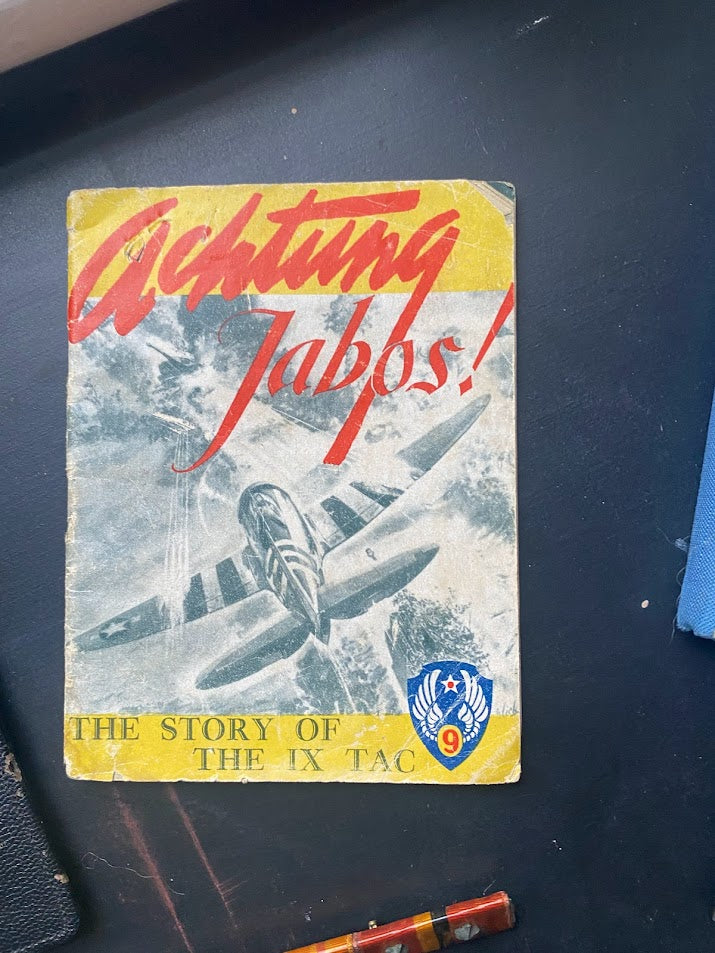 Achtung
Jabos!
THE STORY OF
THE IX TAC
9